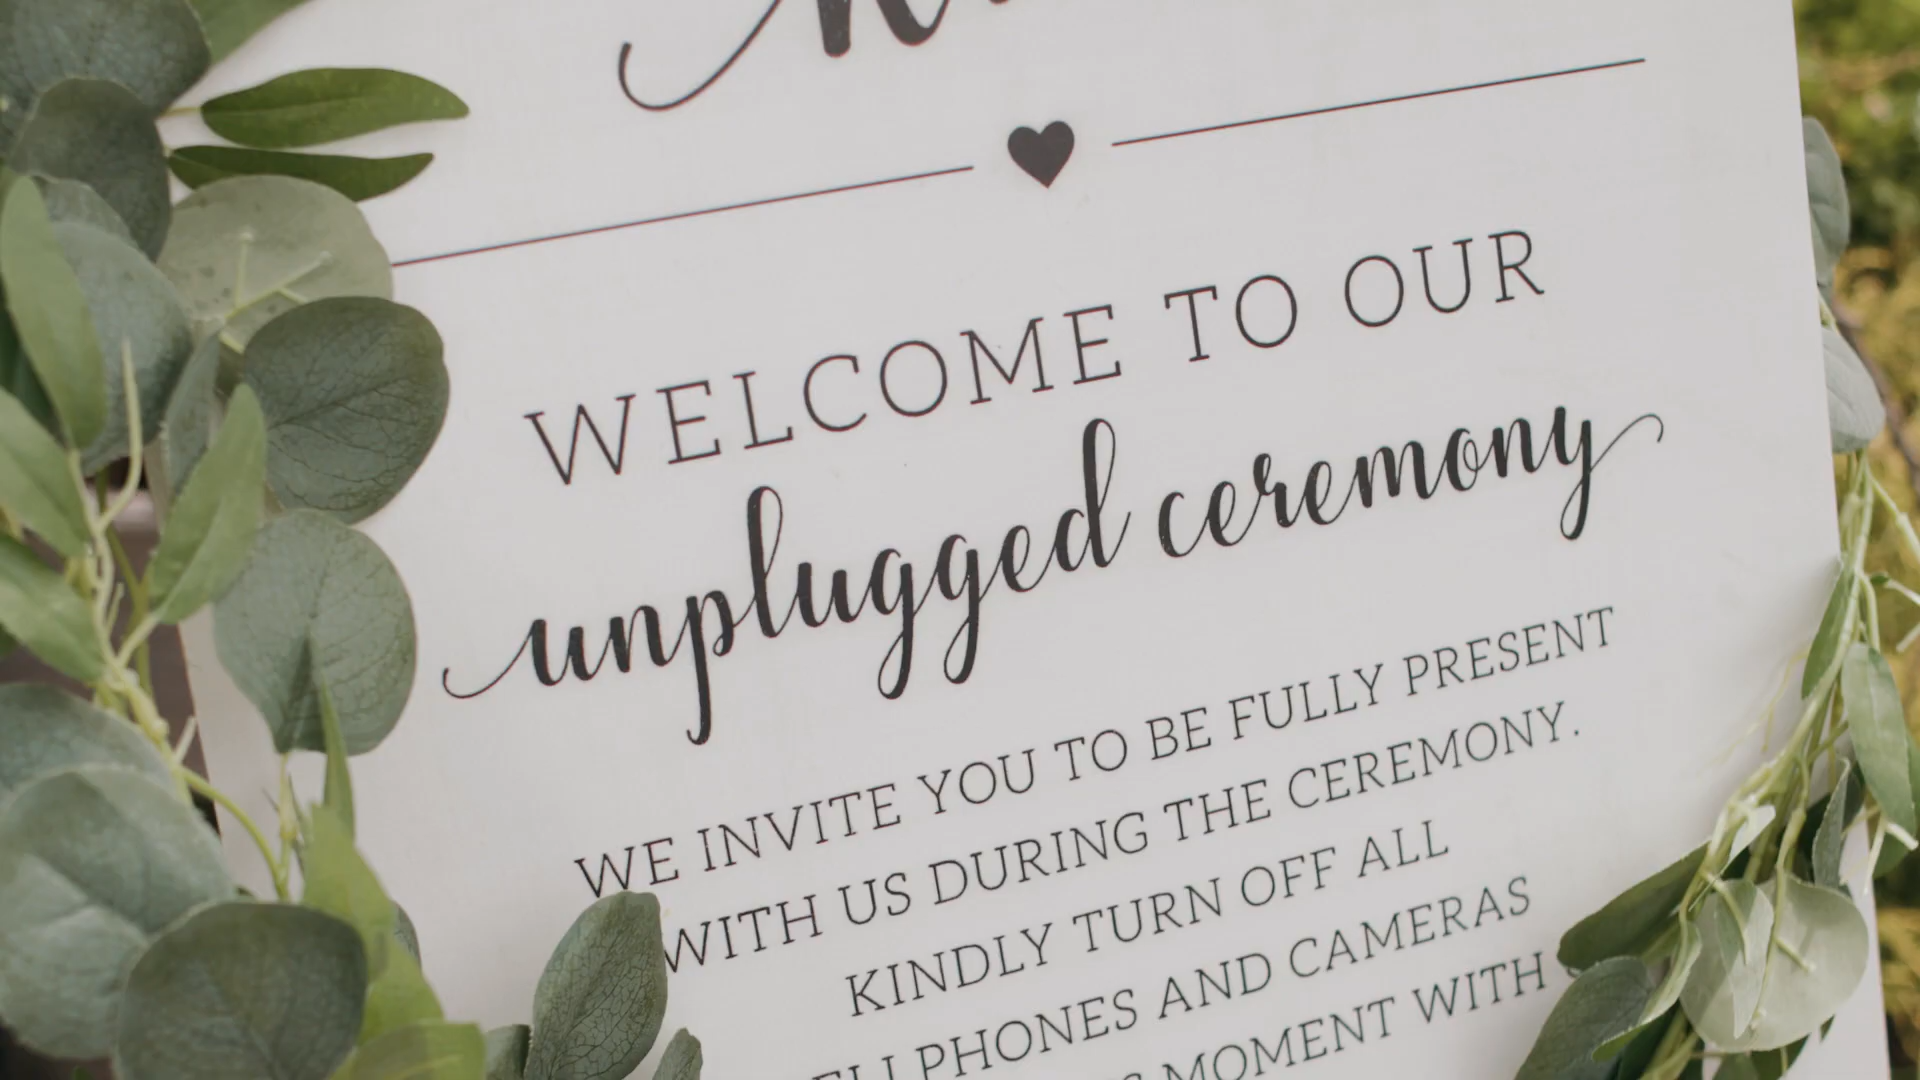 WELCOME TO OUR
unplugged ceremony
WE INVITE YOU TO BE FULLY PRESENT
WITH US DURING THE CEREMONY.
KINDLY TURN OFF ALL
PHONES AND CAMERAS
MOMENT WITH